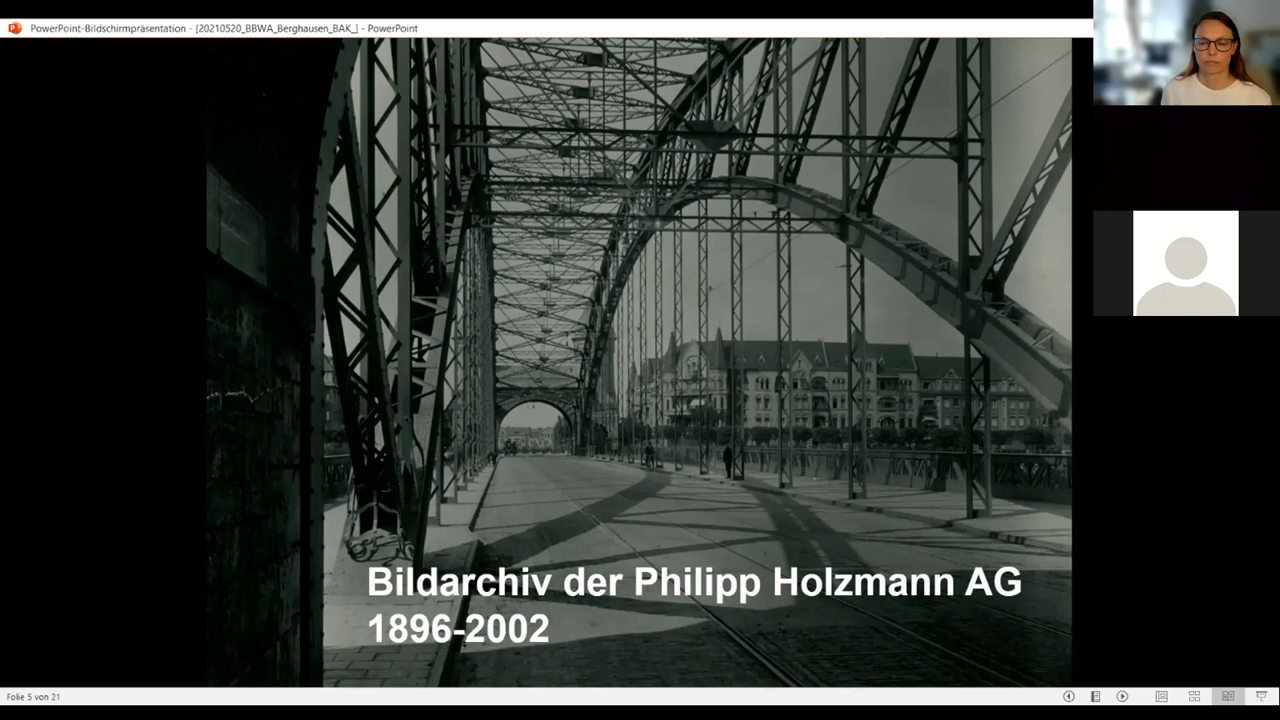 PowerPoint-Bildschirmpräsentation - [20210520_BBWA_Berghausen_BAK_] - PowerPoint
Bildarchiv der Philipp Holzmann AG
1896-2002
Folie 5 von 21